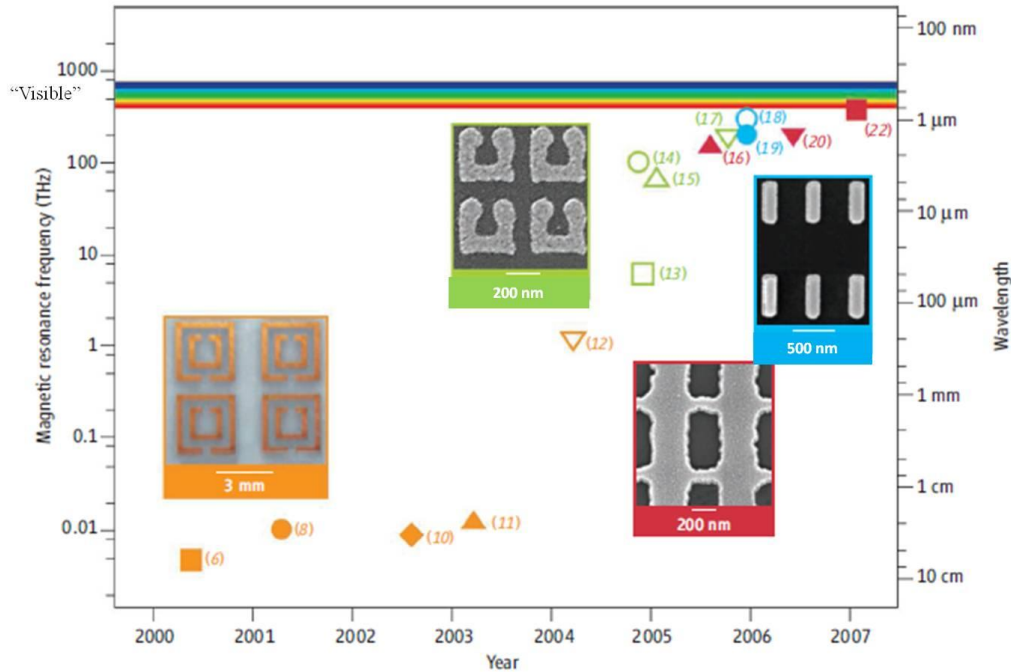 100 nm
1000
"Visible"
(17)
(18)
1 μm
(22)
(16)
(19)
(20)
100
(14)
(15)
10 μm
10
(13)
200 nm
100 μm
1
(12)
500 nm
1 mm
0.1
3 mm
1 cm
200 nm
0.01
(6)
(8)
(10)
(11)
10 cm
Magnetic resonance frequency (THz)
Wavelength
2000 2001 2002 2003 2004 2005 2006 2007
Year